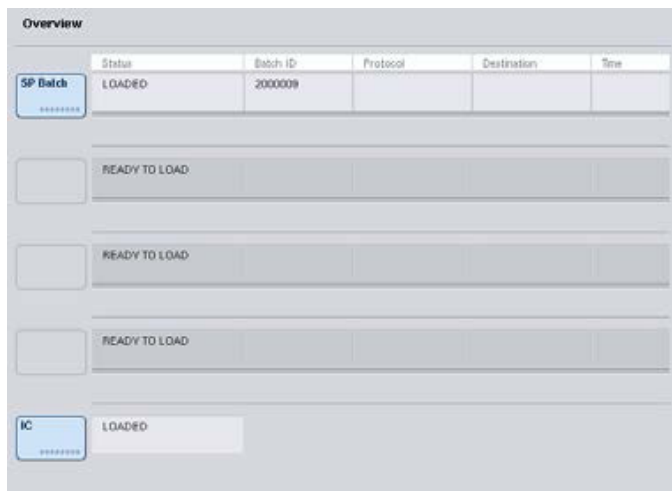 Overview
Status Batch ID Protocol Destination Time
SP Batch LOADED 2000009
READY TO LOAD
READY TO LOAD
READY TO LOAD
IC LOADED